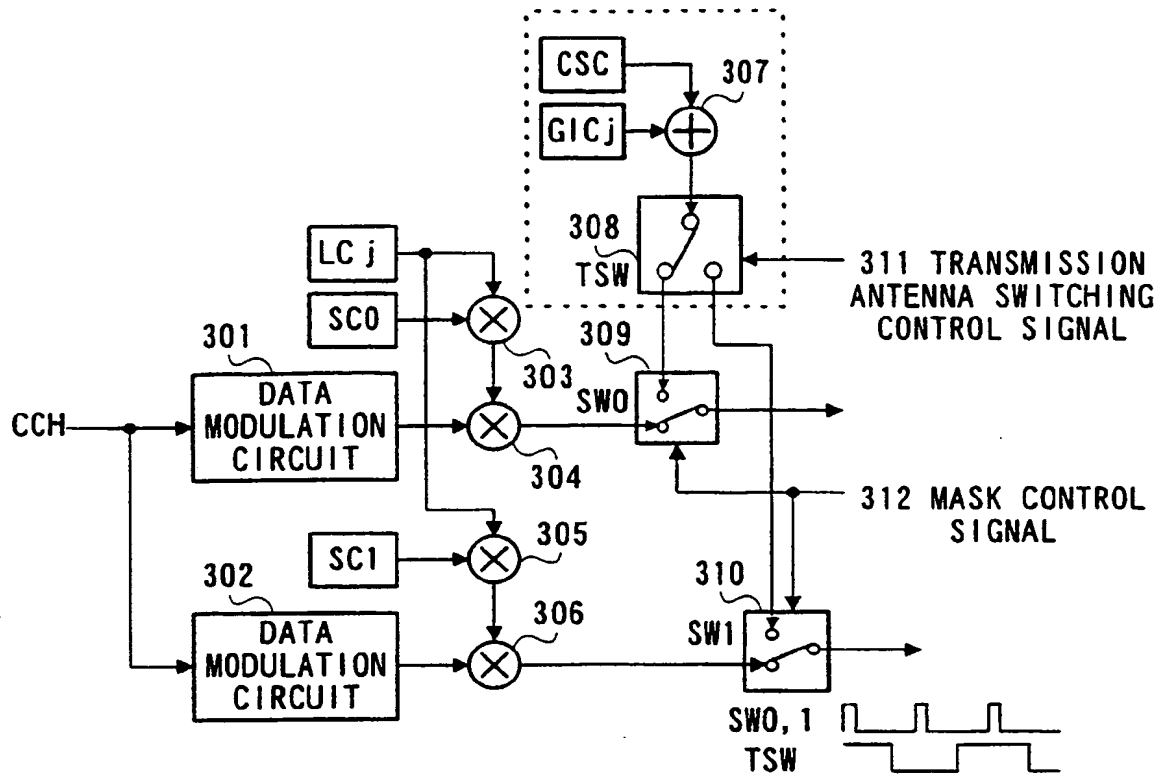 CSC
307
GICj
308
TSW
311 TRANSMISSION
ANTENNA SWITCHING
CONTROL SIGNAL
LCj
SC0
303
301
DATA
MODULATION
CIRCUIT
CCH
304
309
SW0
312 MASK CONTROL
SIGNAL
SC1
305
302
DATA
MODULATION
CIRCUIT
306
310
SW1
SW0, 1
TSW